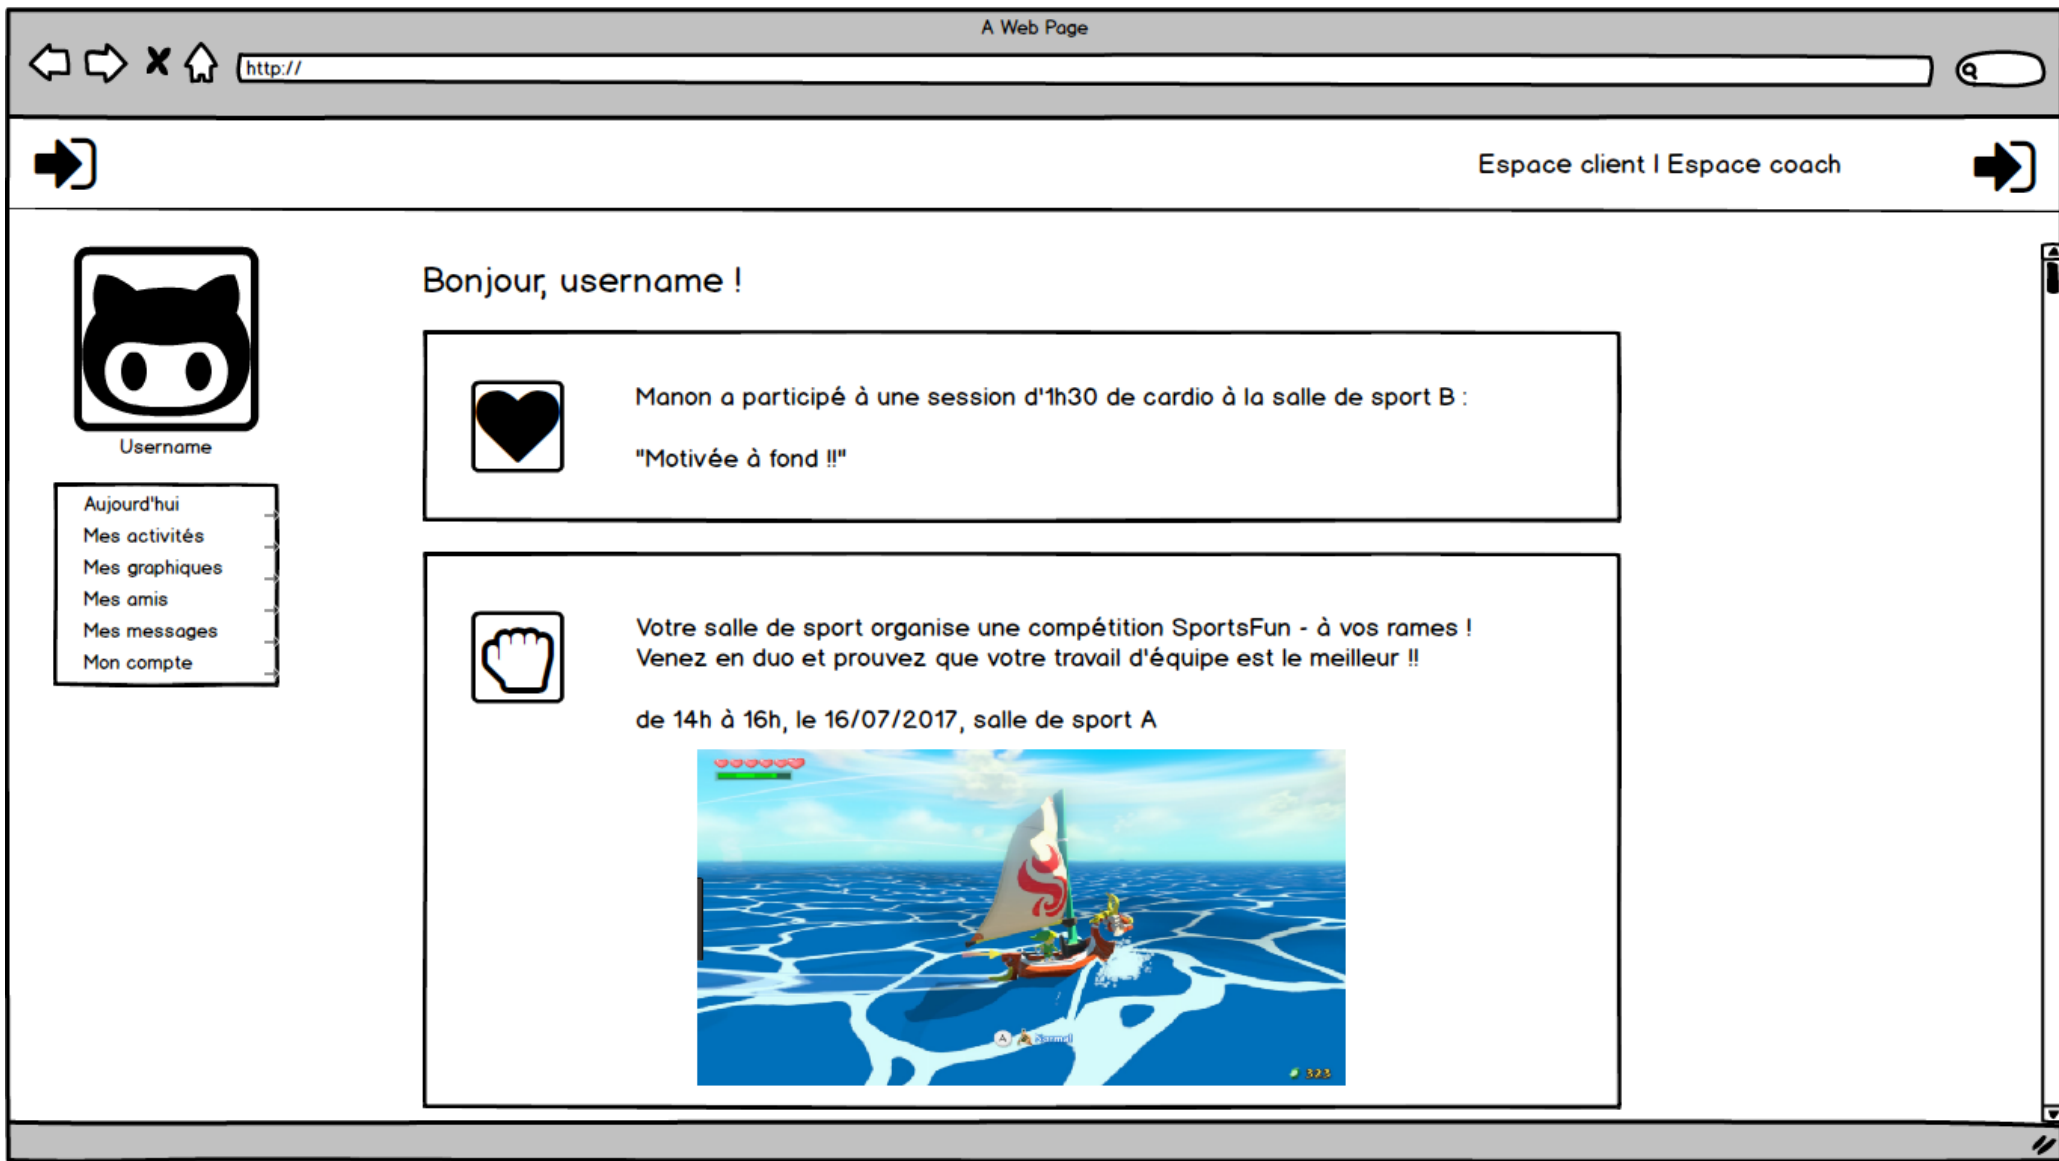 A Web Page
http://
Espace client | Espace coach
Username
Aujourd'hui
Mes activités
Mes graphiques
Mes amis
Mes messages
Mon compte
Bonjour, username !
Manon a participé à une session d'1h30 de cardio à la salle de sport B :
"Motivée à fond !!"
Votre salle de sport organise une compétition SportsFun - à vos rames !
Venez en duo et prouvez que votre travail d'équipe est le meilleur !!
de 14h à 16h, le 16/07/2017, salle de sport A
A Normal
323